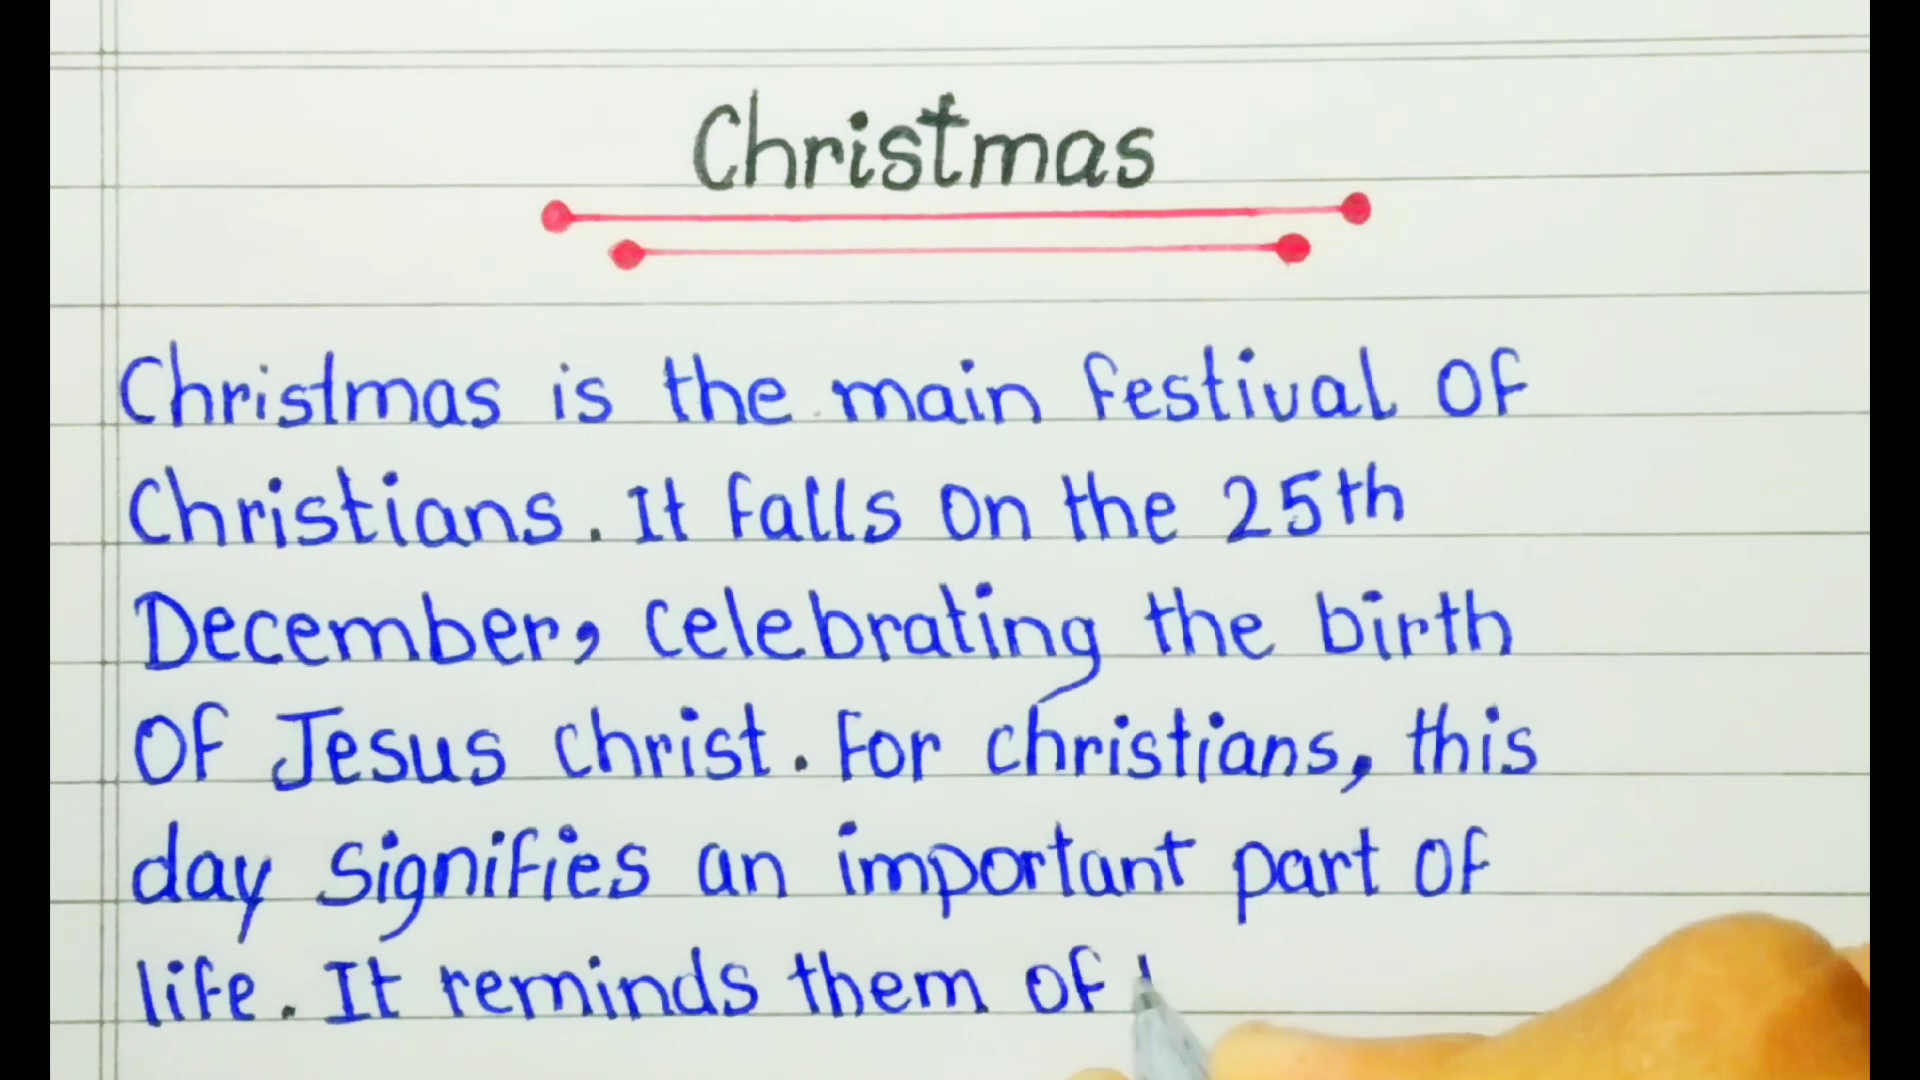 Christmas
Christmas is the main festival of
Christians. It falls on the 25th
December, celebrating the birth
of Jesus christ. For christians, this
day signifies an important part of
life. It reminds them of